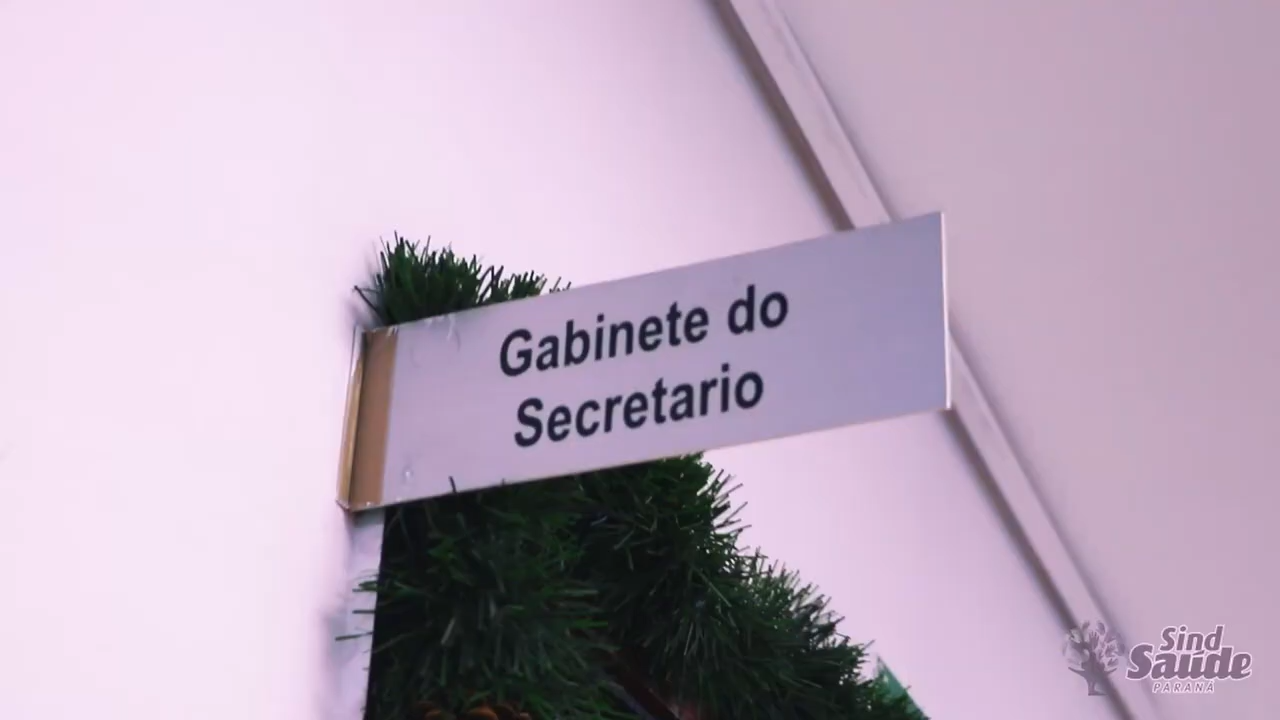 Gabinete do
Secretario
Sind
Saúde
PARANÁ